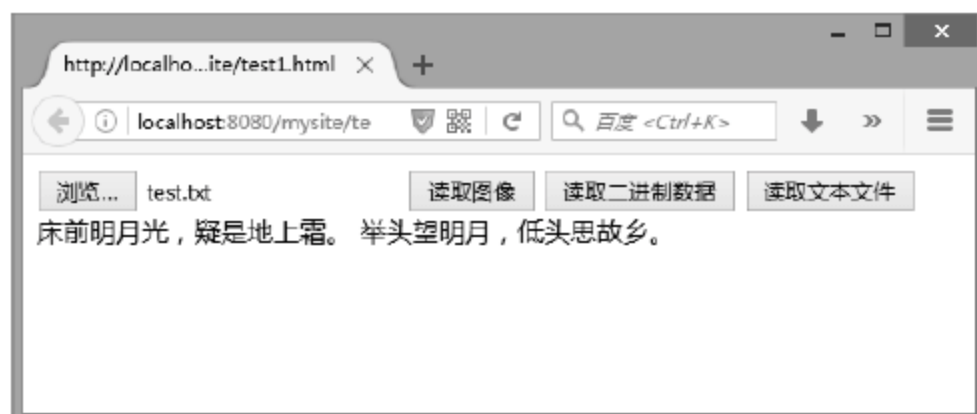 http://localho...ite/test1.html
localhost:8080/mysite/te 百度 <Ctrl+K>
浏览... test.txt 读取图像 读取二进制数据 读取文本文件
床前明月光，疑是地上霜。 举头望明月，低头思故乡。